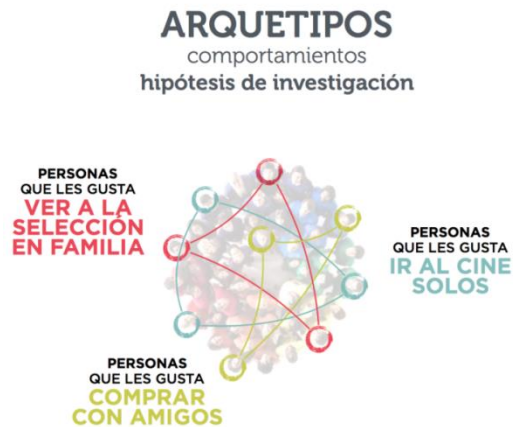 ARQUETIPOS
comportamientos
hipótesis de investigación
PERSONAS
QUE LES GUSTA
VER A LA
SELECCIÓN
EN FAMILIA
PERSONAS
QUE LES GUSTA
IR AL CINE
SOLOS
PERSONAS
QUE LES GUSTA
COMPRAR
CON AMIGOS